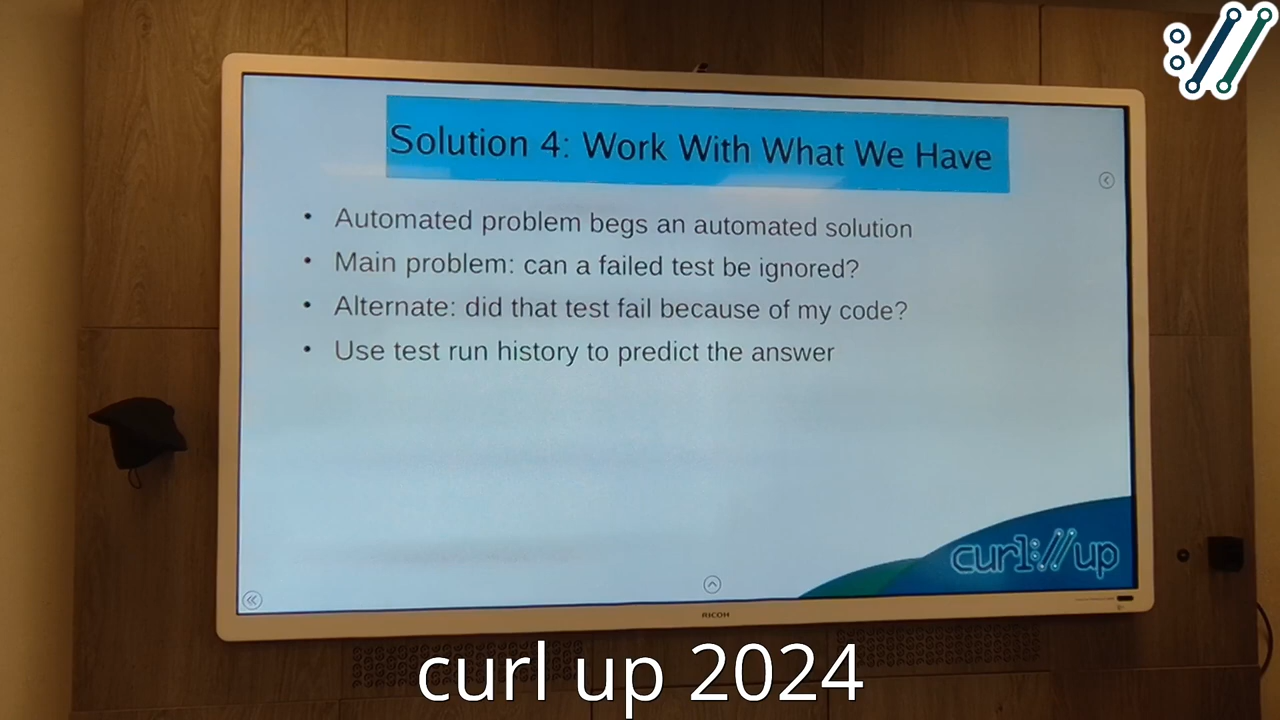 Solution 4: Work With What We Have
• Automated problem begs an automated solution
• Main problem: can a failed test be ignored?
• Alternate: did that test fail because of my code?
• Use test run history to predict the answer
curl://up
RICOH
curl up 2024